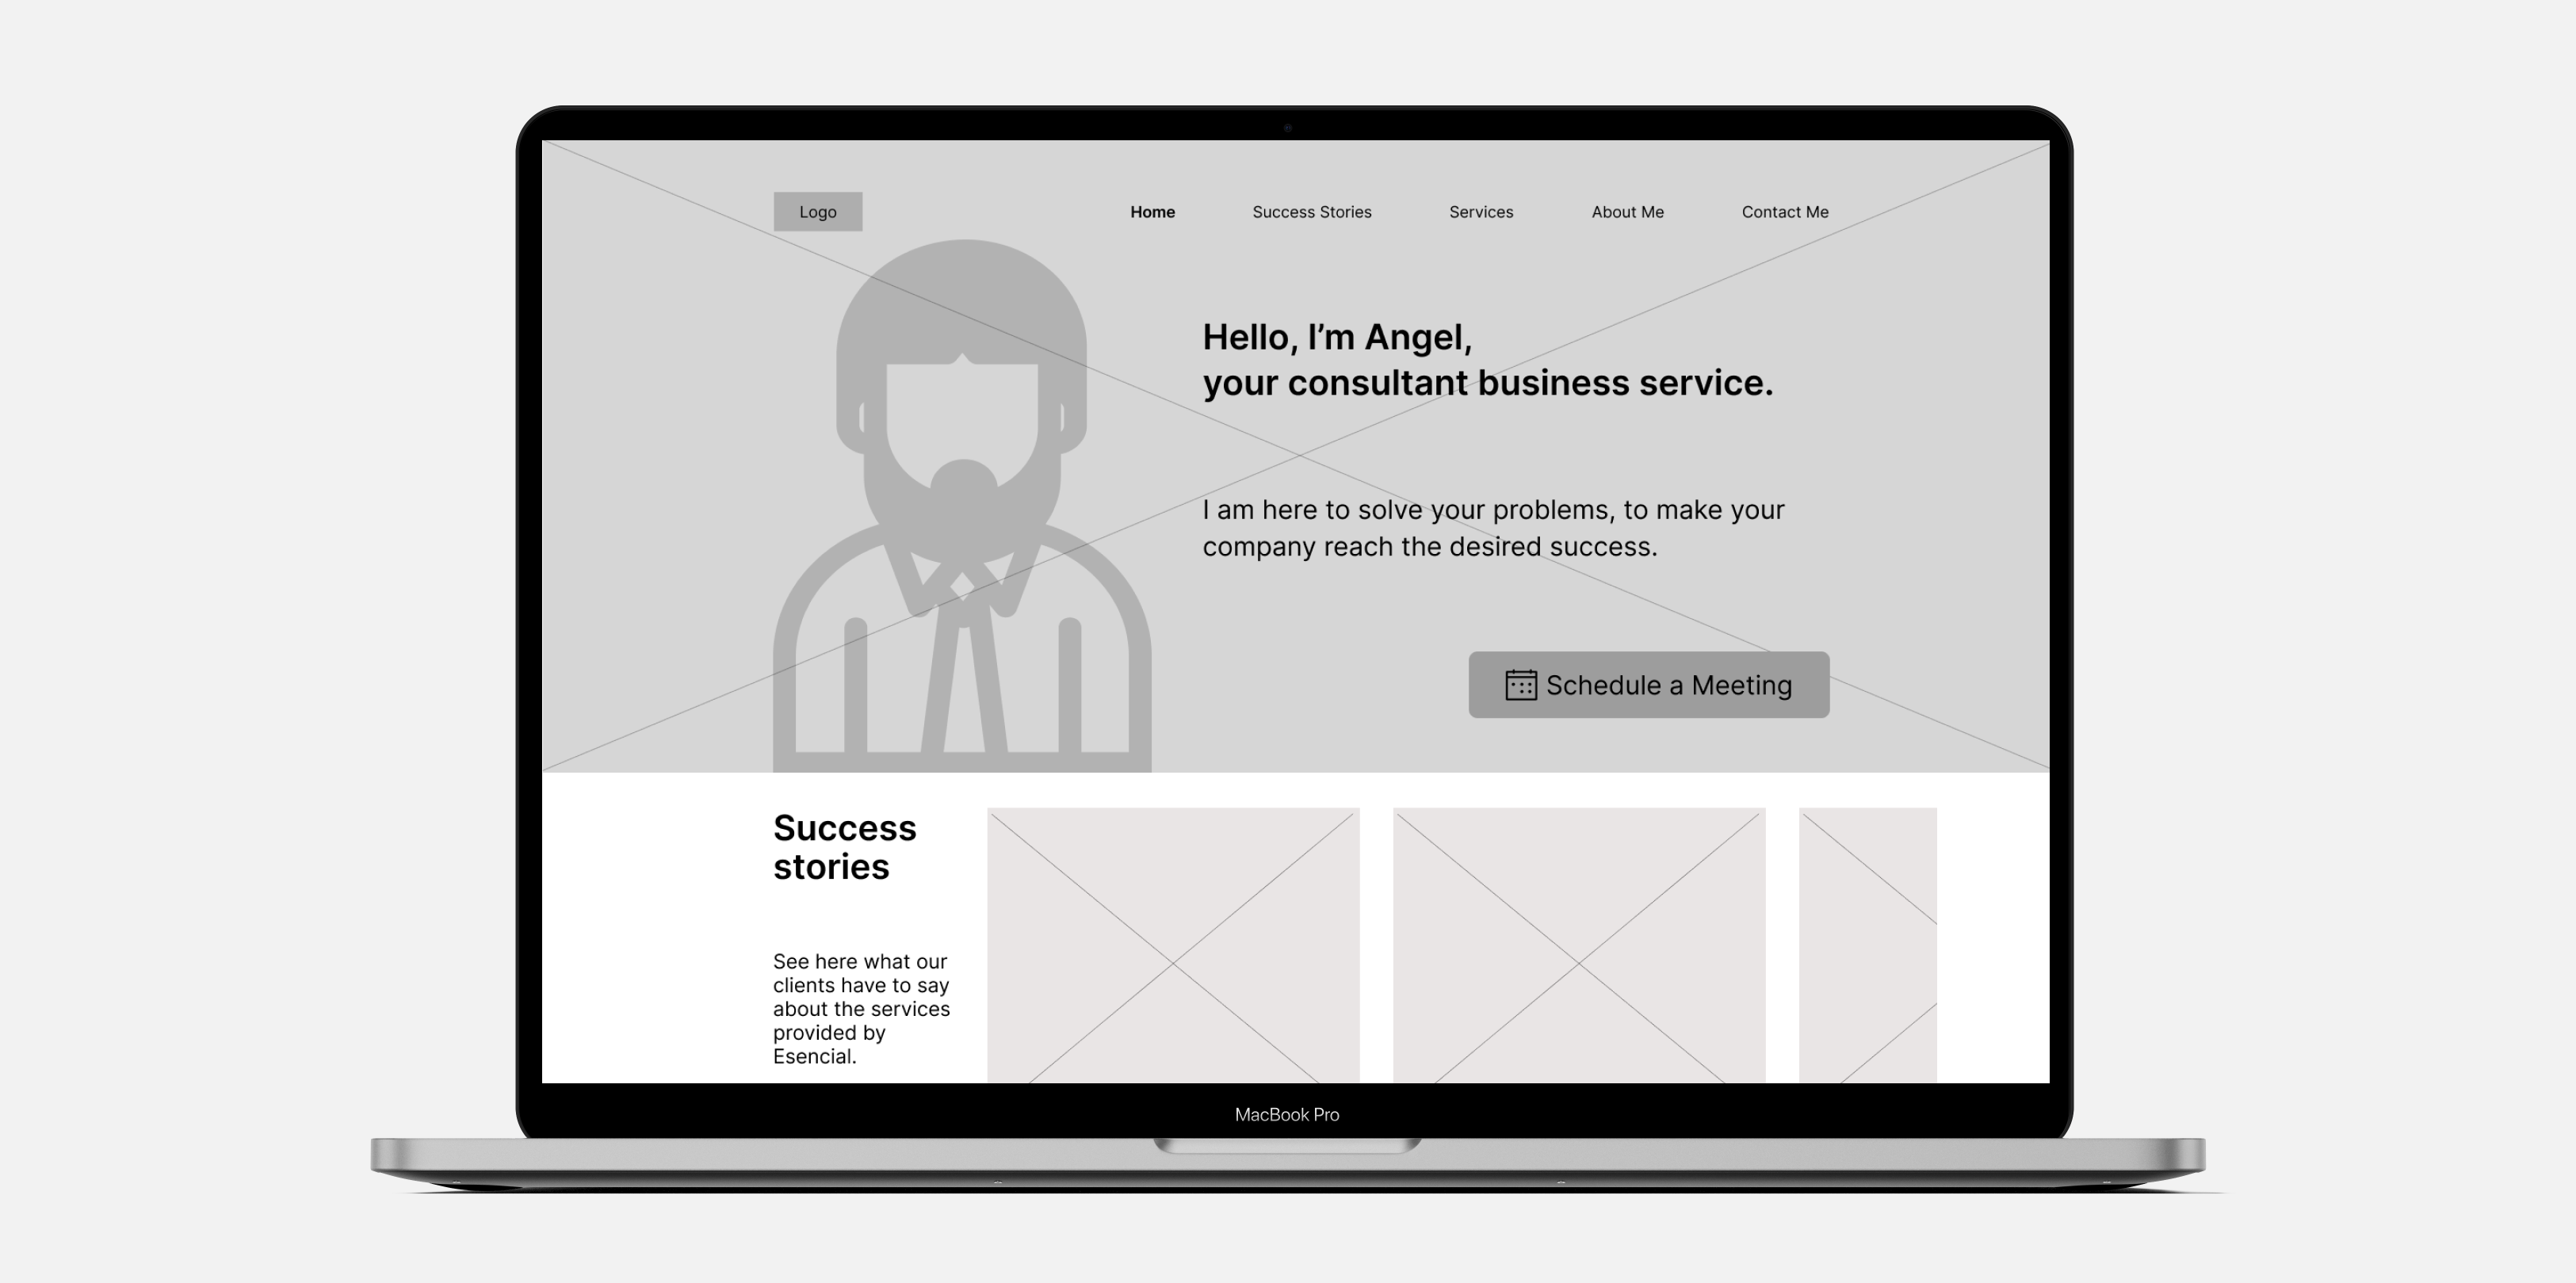 Logo
Home
Success Stories
Services
About Me
Contact Me
Hello, I’m Angel,
your consultant business service.
I am here to solve your problems, to make your
company reach the desired success.
Schedule a Meeting
Success
stories
See here what our
clients have to say
about the services
provided by
Esencial.
MacBook Pro